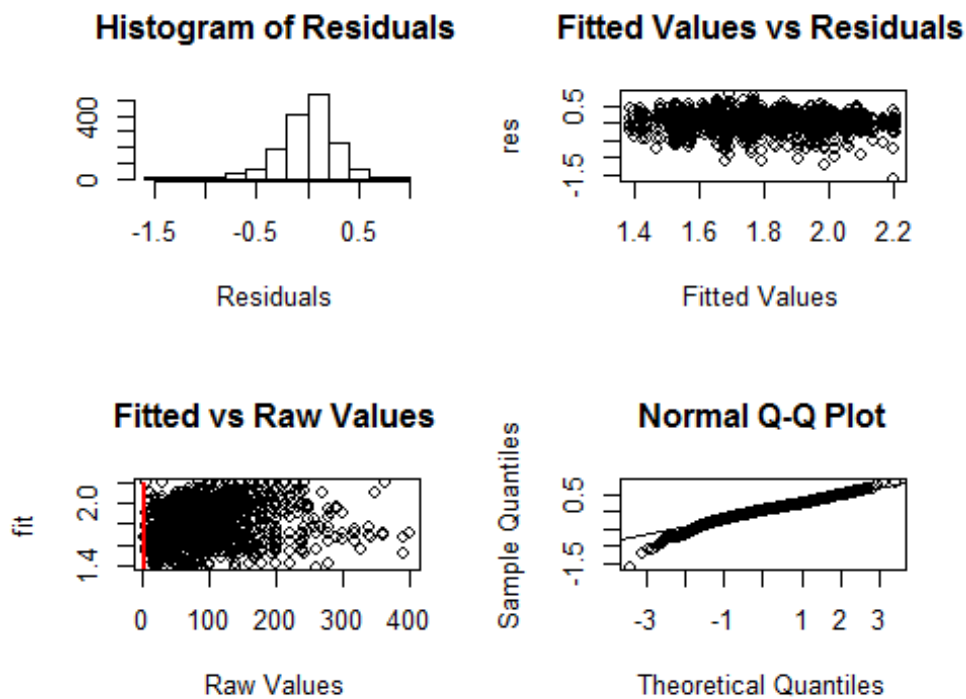 Histogram of Residuals
400
0
-1.5 -0.5 0.5
Residuals
Fitted Values vs Residuals
res
0.5
-1.5
1.4 1.6 1.8 2.0 2.2
Fitted Values
Fitted vs Raw Values
fit
2.0
1.4
0 100 200 300 400
Raw Values
Normal Q-Q Plot
Sample Quantiles
0.5
-1.5
-3 -1 1 2 3
Theoretical Quantiles